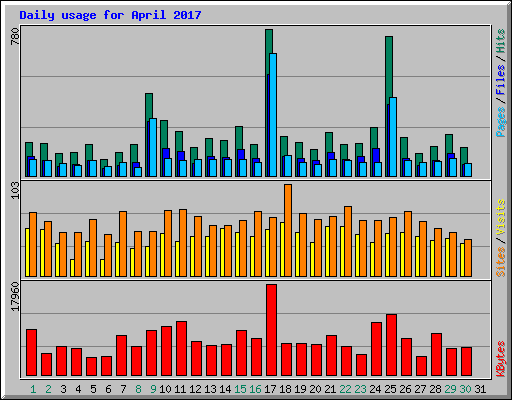 Daily usage for April 2017
780
Pages / Files / Hits
103
Sites / Visits
17960
KBytes
1 2 3 4 5 6 7 8 9 10 11 12 13 14 15 16 17 18 19 20 21 22 23 24 25 26 27 28 29 30 31